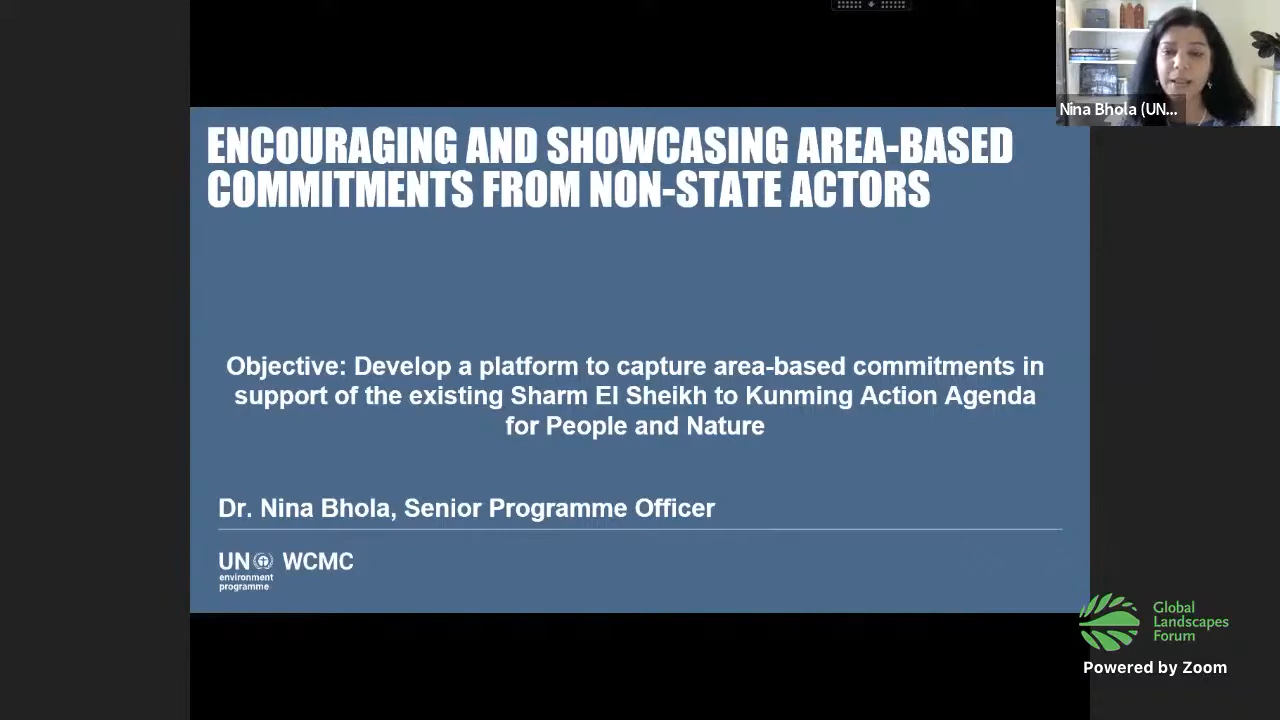 Nina Bhola (UN...
ENCOURAGING AND SHOWCASING AREA-BASED
COMMITMENTS FROM NON-STATE ACTORS
Objective: Develop a platform to capture area-based commitments in
support of the existing Sharm El Sheikh to Kunming Action Agenda
for People and Nature
Dr. Nina Bhola, Senior Programme Officer
UN WCMC
environment
programme
Global
Landscapes
Forum
Powered by Zoom